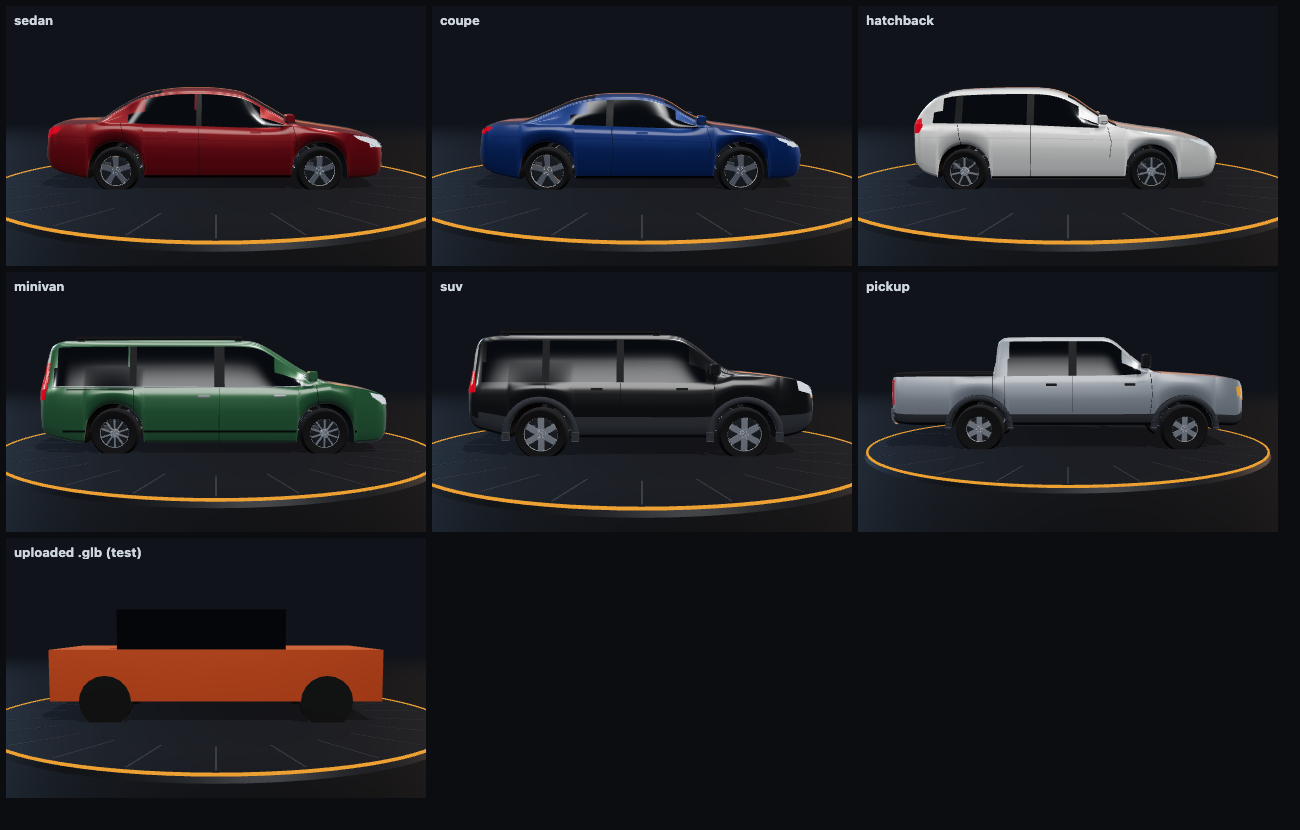 sedan
coupe
hatchback
minivan
suv
pickup
uploaded .glb (test)